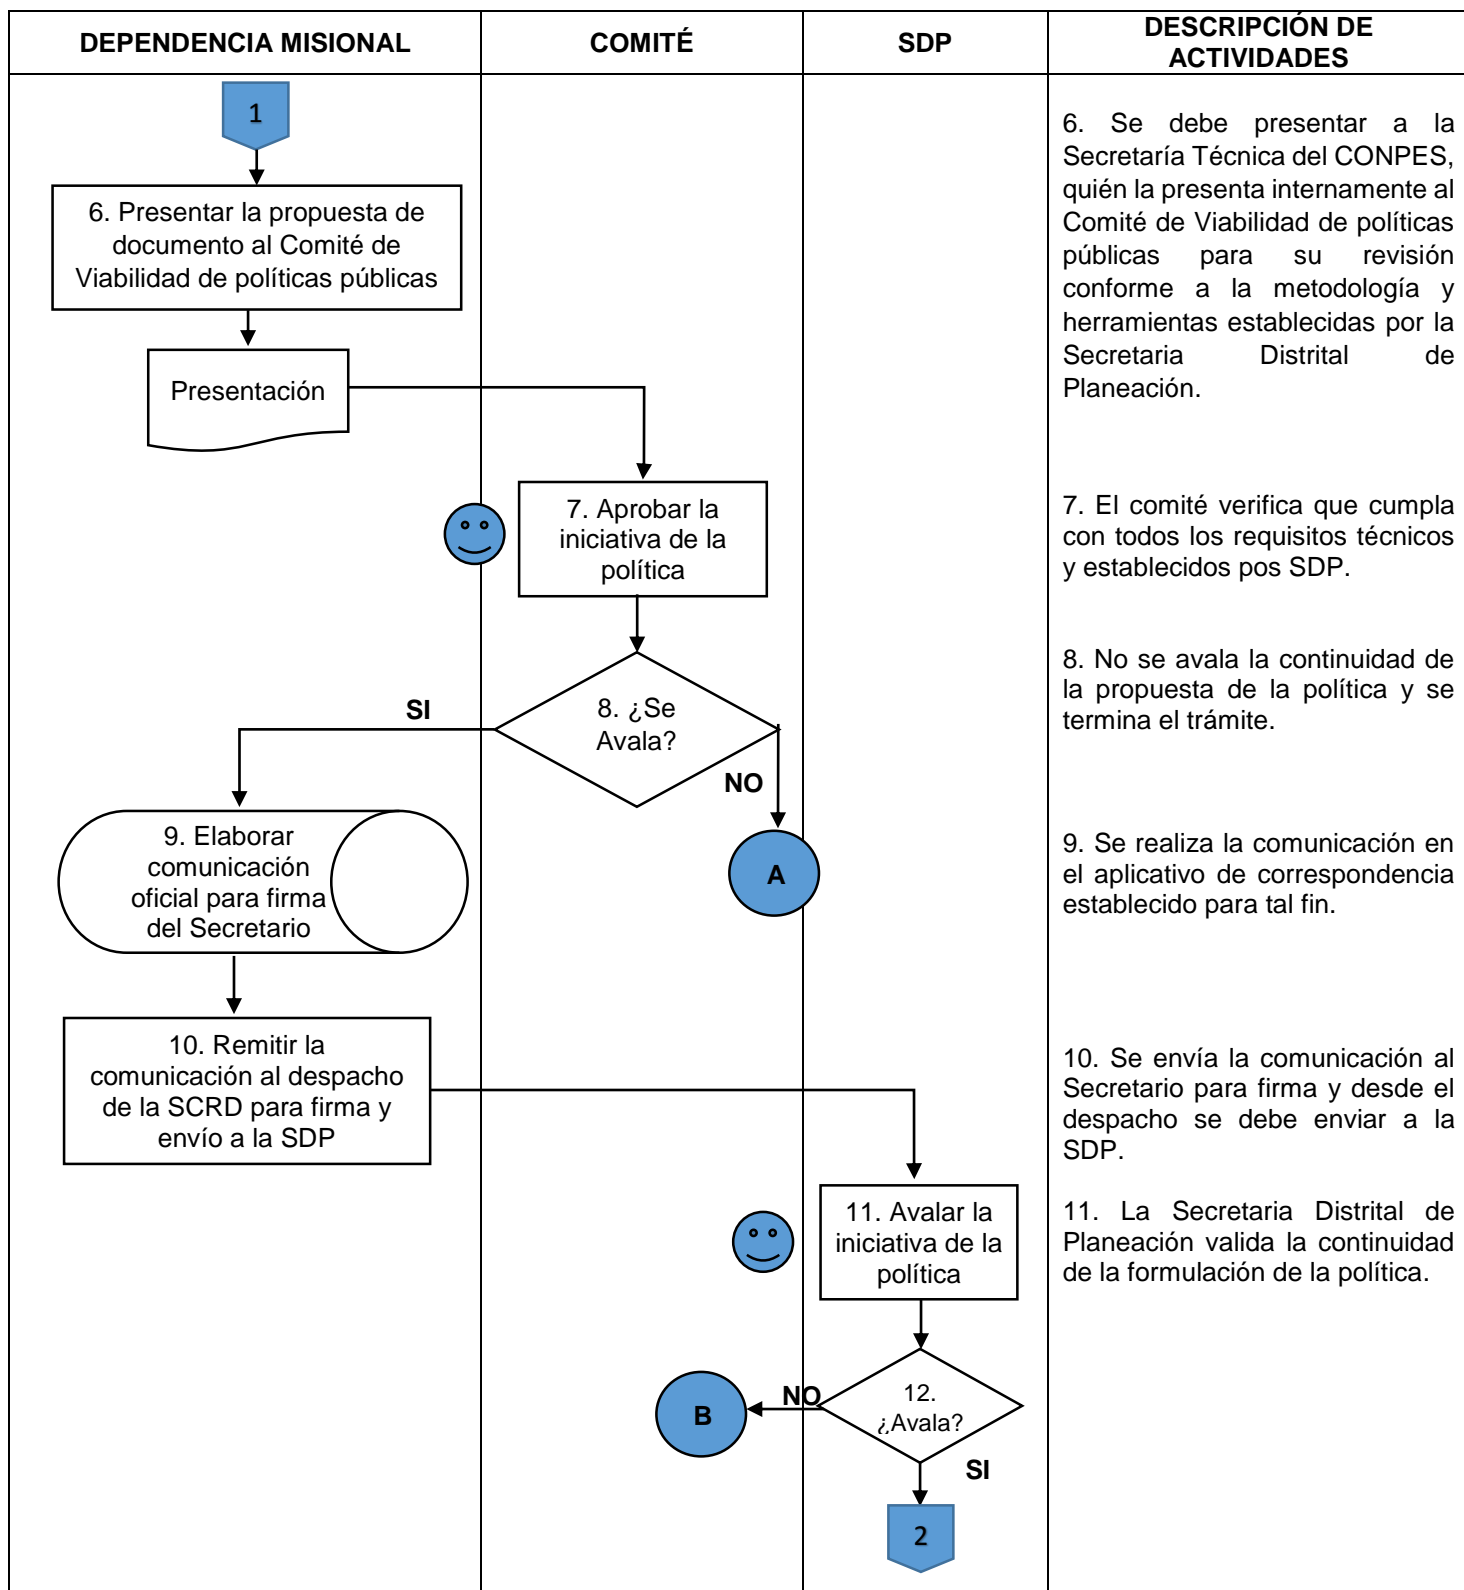 DEPENDENCIA MISIONAL
COMITÉ
SDP
DESCRIPCIÓN DE
ACTIVIDADES
1
6. Presentar la propuesta de
documento al Comité de
Viabilidad de políticas públicas
Presentación
6. Se debe presentar a la
Secretaría Técnica del CONPES,
quién la presenta internamente al
Comité de Viabilidad de políticas
públicas para su revisión
conforme a la metodología y
herramientas establecidas por la
Secretaria Distrital de
Planeación.
7. Aprobar la
iniciativa de la
política
7. El comité verifica que cumpla
con todos los requisitos técnicos
y establecidos pos SDP.
8. ¿Se
Avala?
SI
NO
8. No se avala la continuidad de
la propuesta de la política y se
termina el trámite.
9. Elaborar
comunicación
oficial para firma
del Secretario
A
9. Se realiza la comunicación en
el aplicativo de correspondencia
establecido para tal fin.
10. Remitir la
comunicación al despacho
de la SCRD para firma y
envío a la SDP
10. Se envía la comunicación al
Secretario para firma y desde el
despacho se debe enviar a la
SDP.
11. Avalar la
iniciativa de la
política
11. La Secretaria Distrital de
Planeación valida la continuidad
de la formulación de la política.
12.
¿Avala?
NO
B
SI
2